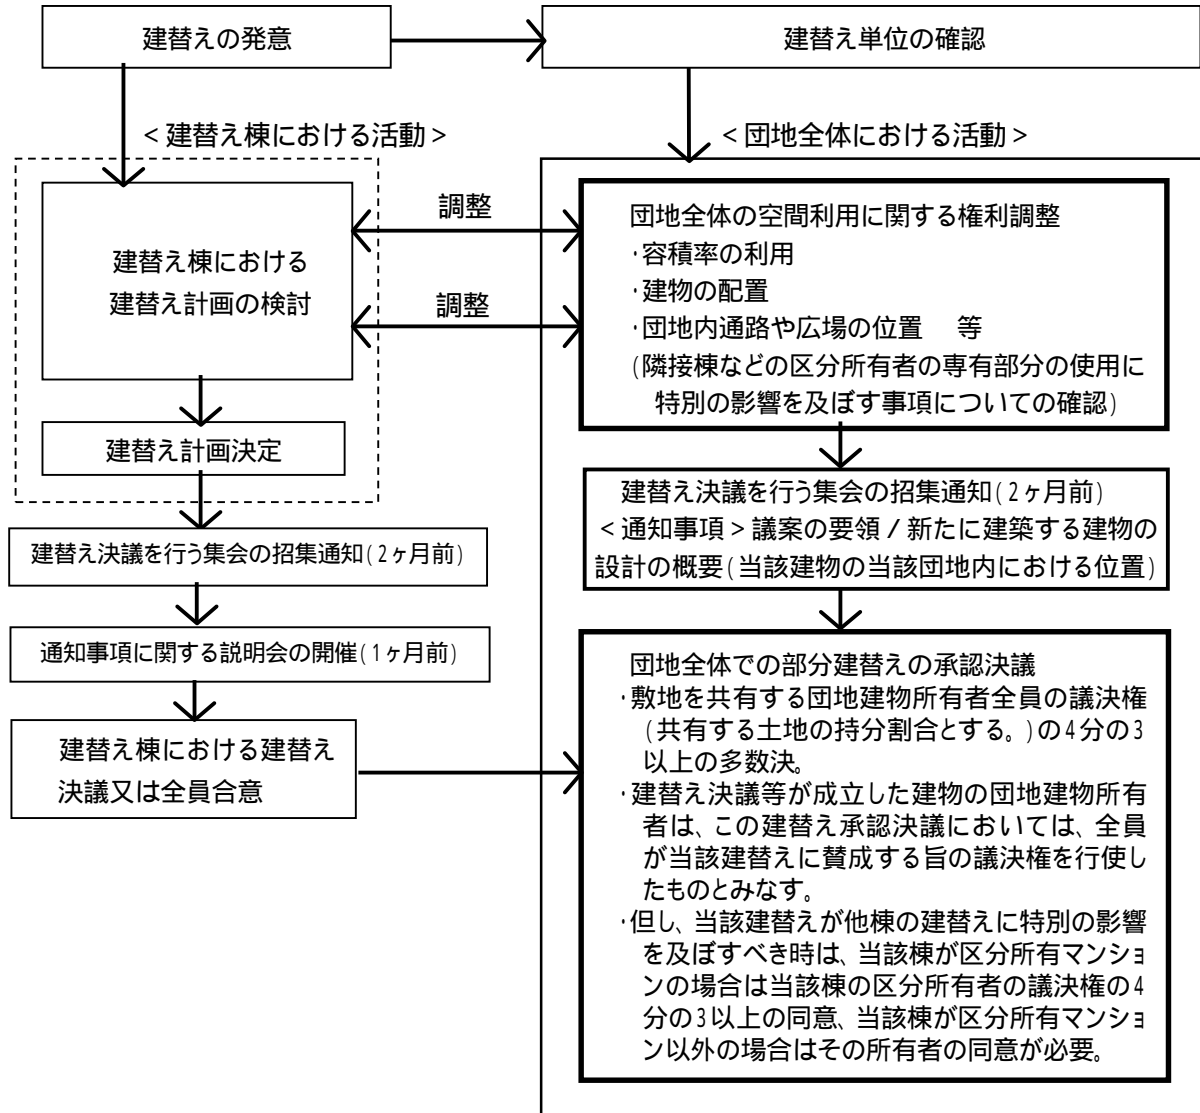 建替えの発意
建替え単位の確認
<建替え棟における活動>
<団地全体における活動>
建替え棟における
建替え計画の検討
調整
調整
団地全体の空間利用に関する権利調整
・容積率の利用
・建物の配置
・団地内通路や広場の位置　等
(隣接棟などの区分所有者の専有部分の使用に
特別の影響を及ぼす事項についての確認)
建替え計画決定
建替え決議を行う集会の招集通知(2ヶ月前)
通知事項に関する説明会の開催(1ヶ月前)
建替え棟における建替え
決議又は全員合意
建替え決議を行う集会の招集通知(2ヶ月前)
<通知事項>議案の要領/新たに建築する建物の
設計の概要(当該建物の当該団地内における位置)
団地全体での部分建替えの承認決議
・敷地を共有する団地建物所有者全員の議決権
(共有する土地の持分割合とする。)の4分の3
以上の多数決。
・建替え決議等が成立した建物の団地建物所有
者は、この建替え承認決議においては、全員
が当該建替えに賛成する旨の議決権を行使し
たものとみなす。
・但し、当該建替えが他棟の建替えに特別の影響
を及ぼすべき時は、当該棟が区分所有マンショ
ンの場合は当該棟の区分所有者の議決権の4
分の3以上の同意、当該棟が区分所有マンショ
ン以外の場合はその所有者の同意が必要。